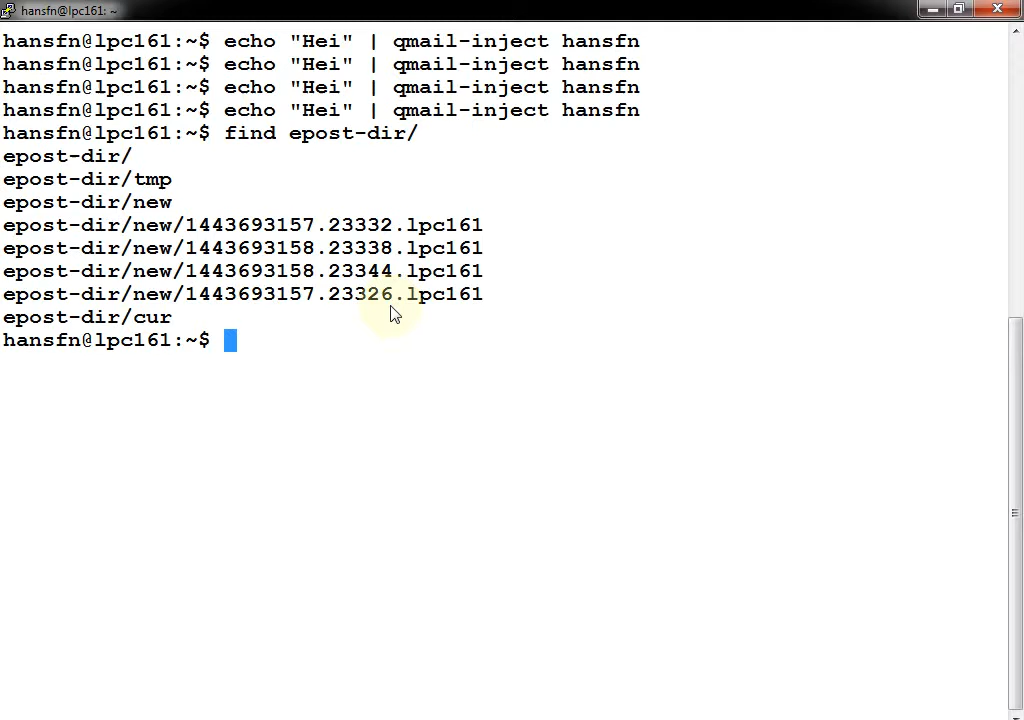 hansfn@lpc161: ~
hansfn@lpc161:~$ echo "Hei" | qmail-inject hansfn
hansfn@lpc161:~$ echo "Hei" | qmail-inject hansfn
hansfn@lpc161:~$ echo "Hei" | qmail-inject hansfn
hansfn@lpc161:~$ echo "Hei" | qmail-inject hansfn
hansfn@lpc161:~$ find epost-dir/
epost-dir/
epost-dir/tmp
epost-dir/new
epost-dir/new/1443693157.23332.lpc161
epost-dir/new/1443693158.23338.lpc161
epost-dir/new/1443693158.23344.lpc161
epost-dir/new/1443693157.23326.lpc161
epost-dir/cur
hansfn@lpc161:~$